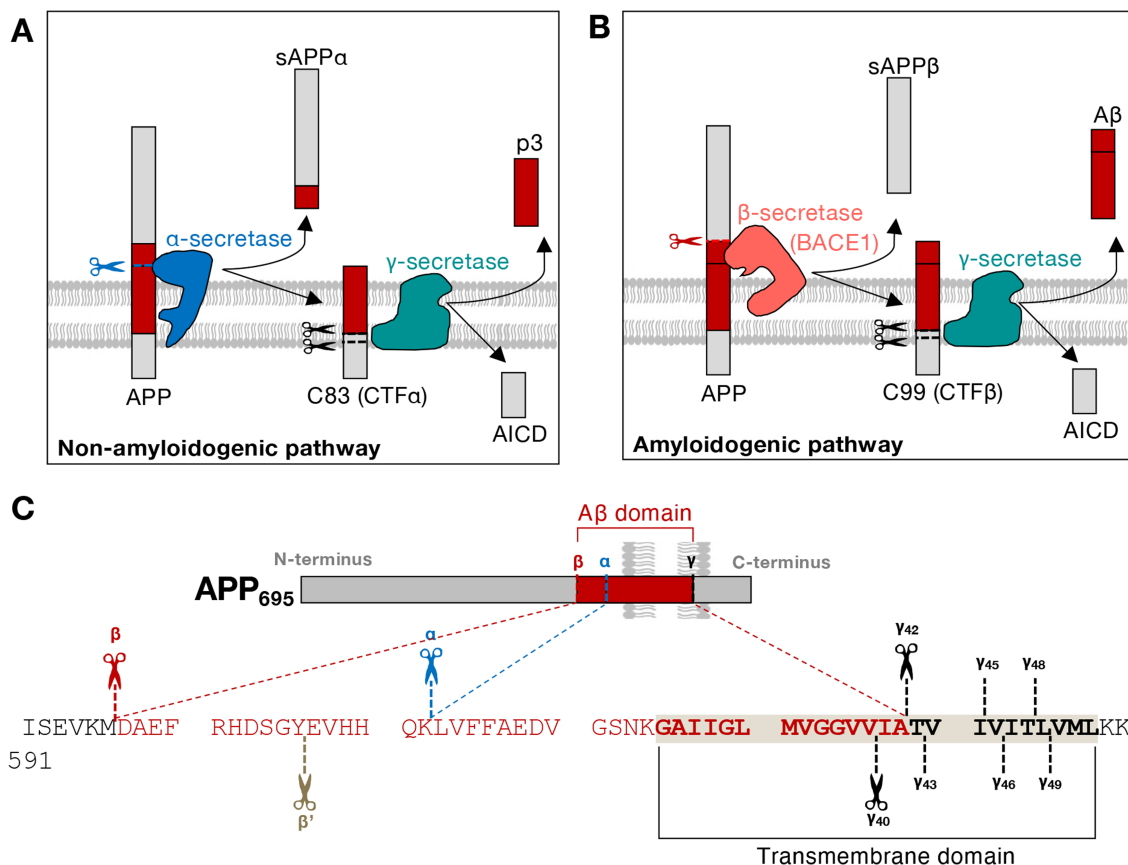 A
sAPPα
p3
α-secretase
γ-secretase
APP
C83 (CTFα)
AICD
Non-amyloidogenic pathway
B
sAPPβ
Aβ
β-secretase
(BACE1)
γ-secretase
APP
C99 (CTFβ)
AICD
Amyloidogenic pathway
C
Aβ domain
N-terminus
β α γ
C-terminus
APP695
β α γ42 γ45 γ48
ISEVKMDAEF RHDSGYEVHH QKLVFFAEDV GSNKGAIIGL MVGGVVIATV IVITLVMLKK
591
β’ γ40 γ43 γ46 γ49
Transmembrane domain